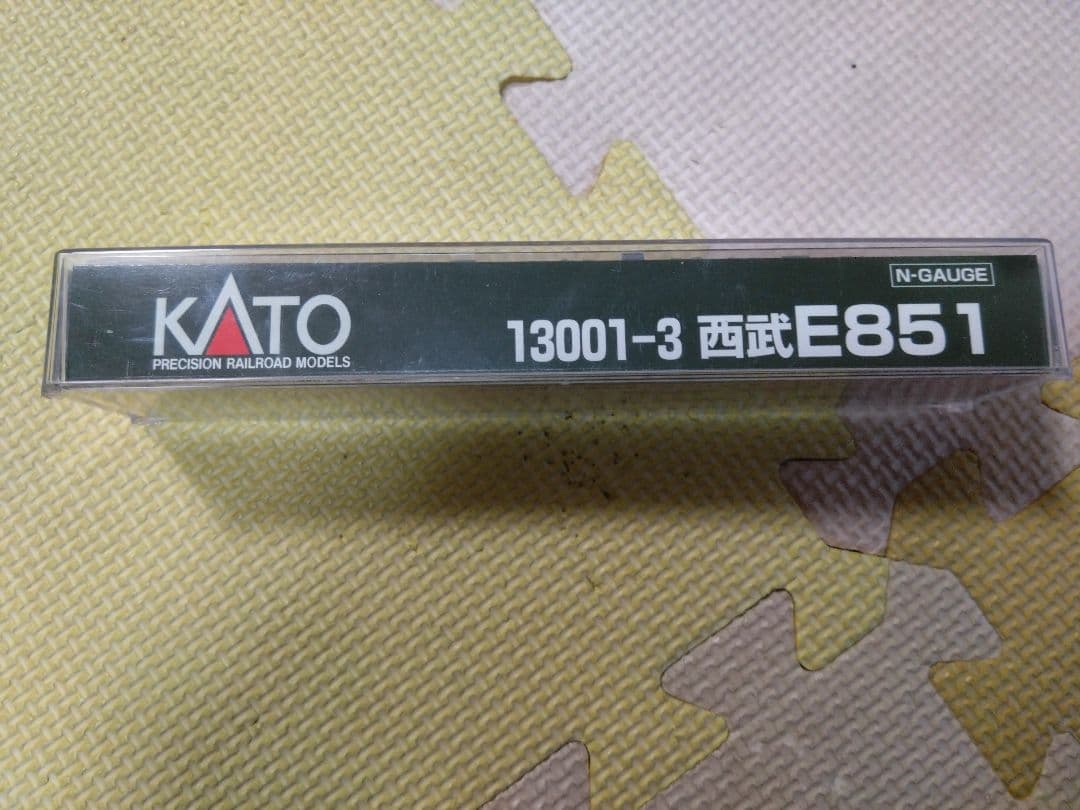 N-GAUGE
KATO
PRECISION RAILROAD MODELS
13001-3 西武E851